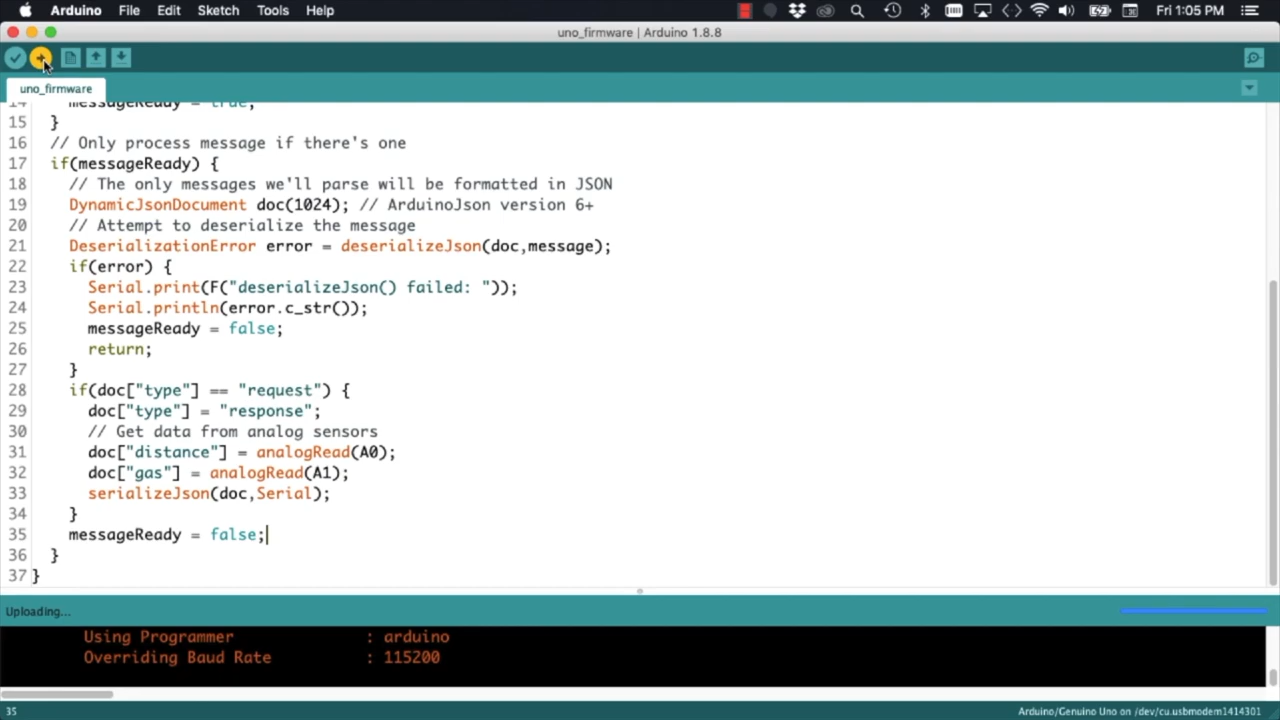 Arduino File Edit Sketch Tools Help Fri 1:05 PM
uno_firmware | Arduino 1.8.8
uno_firmware
14 messageReady = true;
15 }
16 // Only process message if there's one
17 if(messageReady) {
18 // The only messages we'll parse will be formatted in JSON
19 DynamicJsonDocument doc(1024); // ArduinoJson version 6+
20 // Attempt to deserialize the message
21 DeserializationError error = deserializeJson(doc,message);
22 if(error) {
23 Serial.print(F("deserializeJson() failed: "));
24 Serial.println(error.c_str());
25 messageReady = false;
26 return;
27 }
28 if(doc["type"] == "request") {
29 doc["type"] = "response";
30 // Get data from analog sensors
31 doc["distance"] = analogRead(A0);
32 doc["gas"] = analogRead(A1);
33 serializeJson(doc,Serial);
34 }
35 messageReady = false;
36 }
37 }
Uploading...
Using Programmer : arduino
Overriding Baud Rate : 115200
35 Arduino/Genuino Uno on /dev/cu.usbmodem1414301